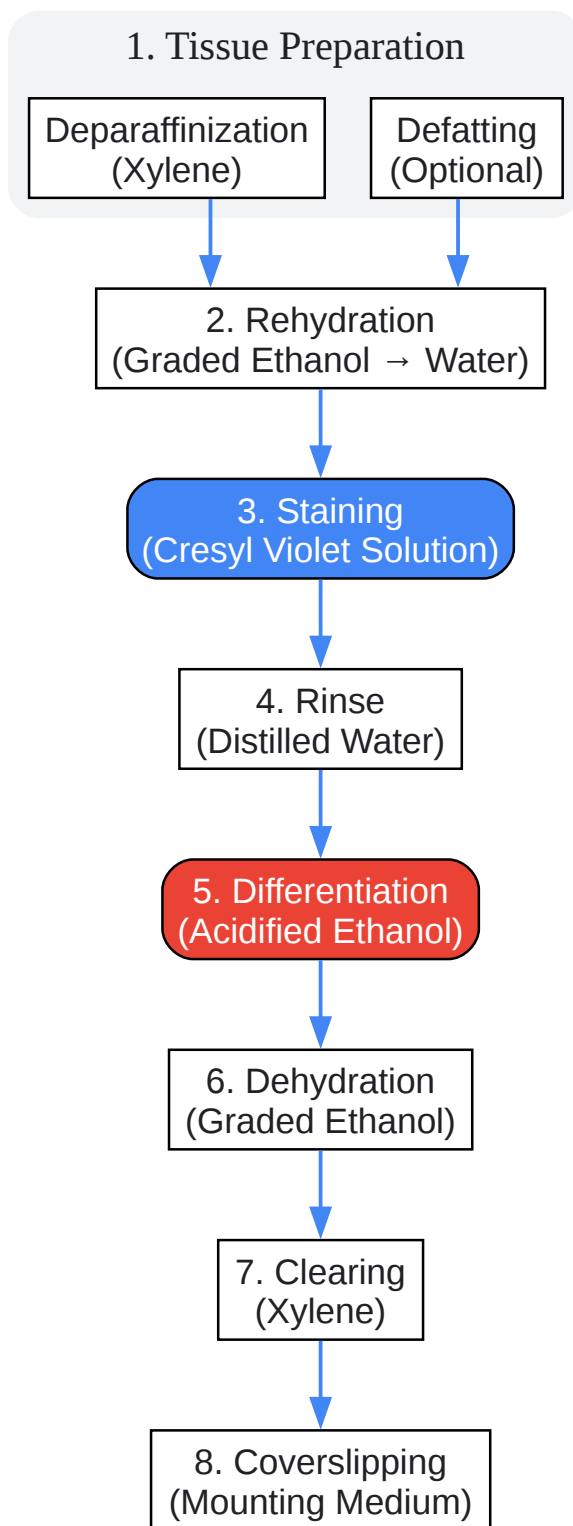 1. Tissue Preparation
Deparaffinization
(Xylene)
Defatting
(Optional)
2. Rehydration
(Graded Ethanol → Water)
3. Staining
(Cresyl Violet Solution)
4. Rinse
(Distilled Water)
5. Differentiation
(Acidified Ethanol)
6. Dehydration
(Graded Ethanol)
7. Clearing
(Xylene)
8. Coverslipping
(Mounting Medium)